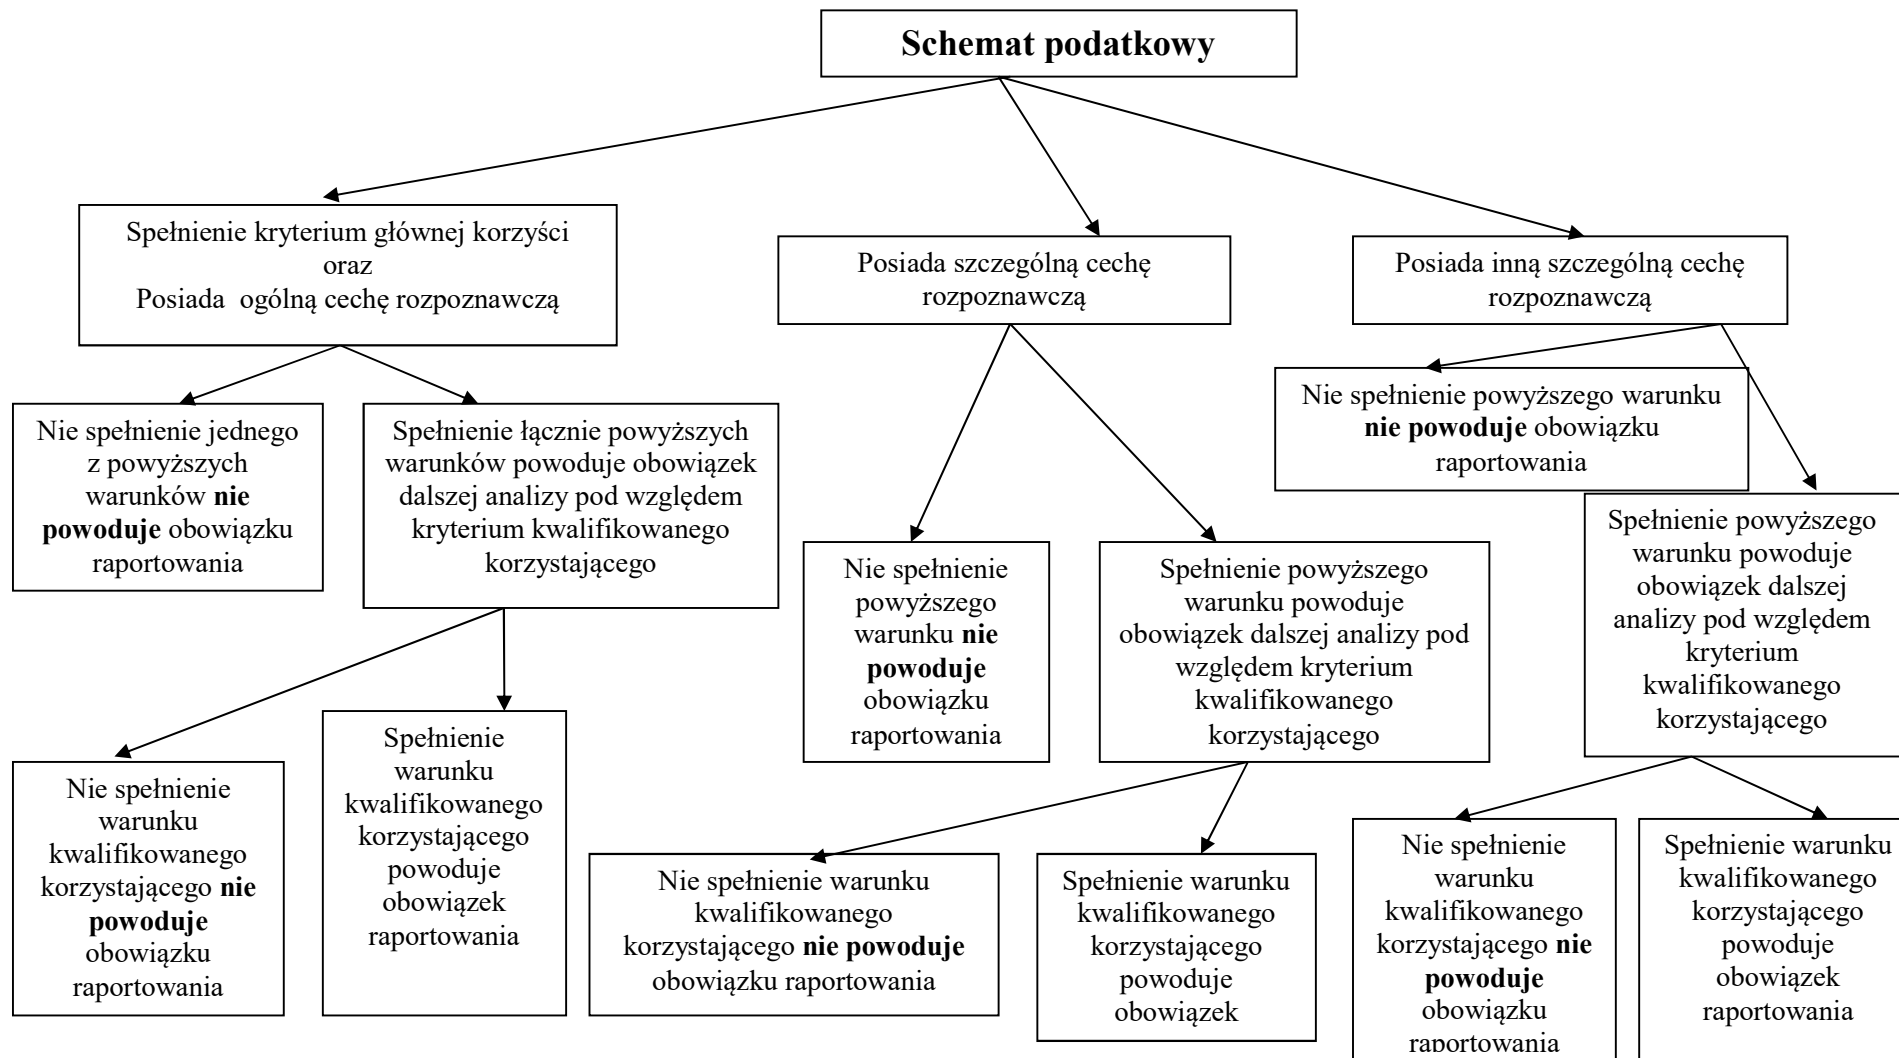 Schemat podatkowy
Spełnienie kryterium głównej korzyści
oraz
Posiada ogólną cechę rozpoznawczą
Posiada szczególną cechę
rozpoznawczą
Posiada inną szczególną cechę
rozpoznawczą
Nie spełnienie jednego
z powyższych
warunków nie
powoduje obowiązku
raportowania
Spełnienie łącznie powyższych
warunków powoduje obowiązek
dalszej analizy pod względem
kryterium kwalifikowanego
korzystającego
Nie spełnienie powyższego warunku
nie powoduje obowiązku
raportowania
Nie spełnienie
powyższego
warunku nie
powoduje
obowiązku
raportowania
Spełnienie powyższego
warunku powoduje
obowiązek dalszej analizy pod
względem kryterium
kwalifikowanego
korzystającego
Spełnienie powyższego
warunku powoduje
obowiązek dalszej
analizy pod względem
kryterium
kwalifikowanego
korzystającego
Nie spełnienie
warunku
kwalifikowanego
korzystającego nie
powoduje
obowiązku
raportowania
Spełnienie
warunku
kwalifikowanego
korzystającego
powoduje
obowiązek
raportowania
Nie spełnienie warunku
kwalifikowanego
korzystającego nie powoduje
obowiązku raportowania
Spełnienie warunku
kwalifikowanego
korzystającego
powoduje
obowiązek
Nie spełnienie
warunku
kwalifikowanego
korzystającego nie
powoduje
obowiązku
raportowania
Spełnienie warunku
kwalifikowanego
korzystającego
powoduje
obowiązek
raportowania